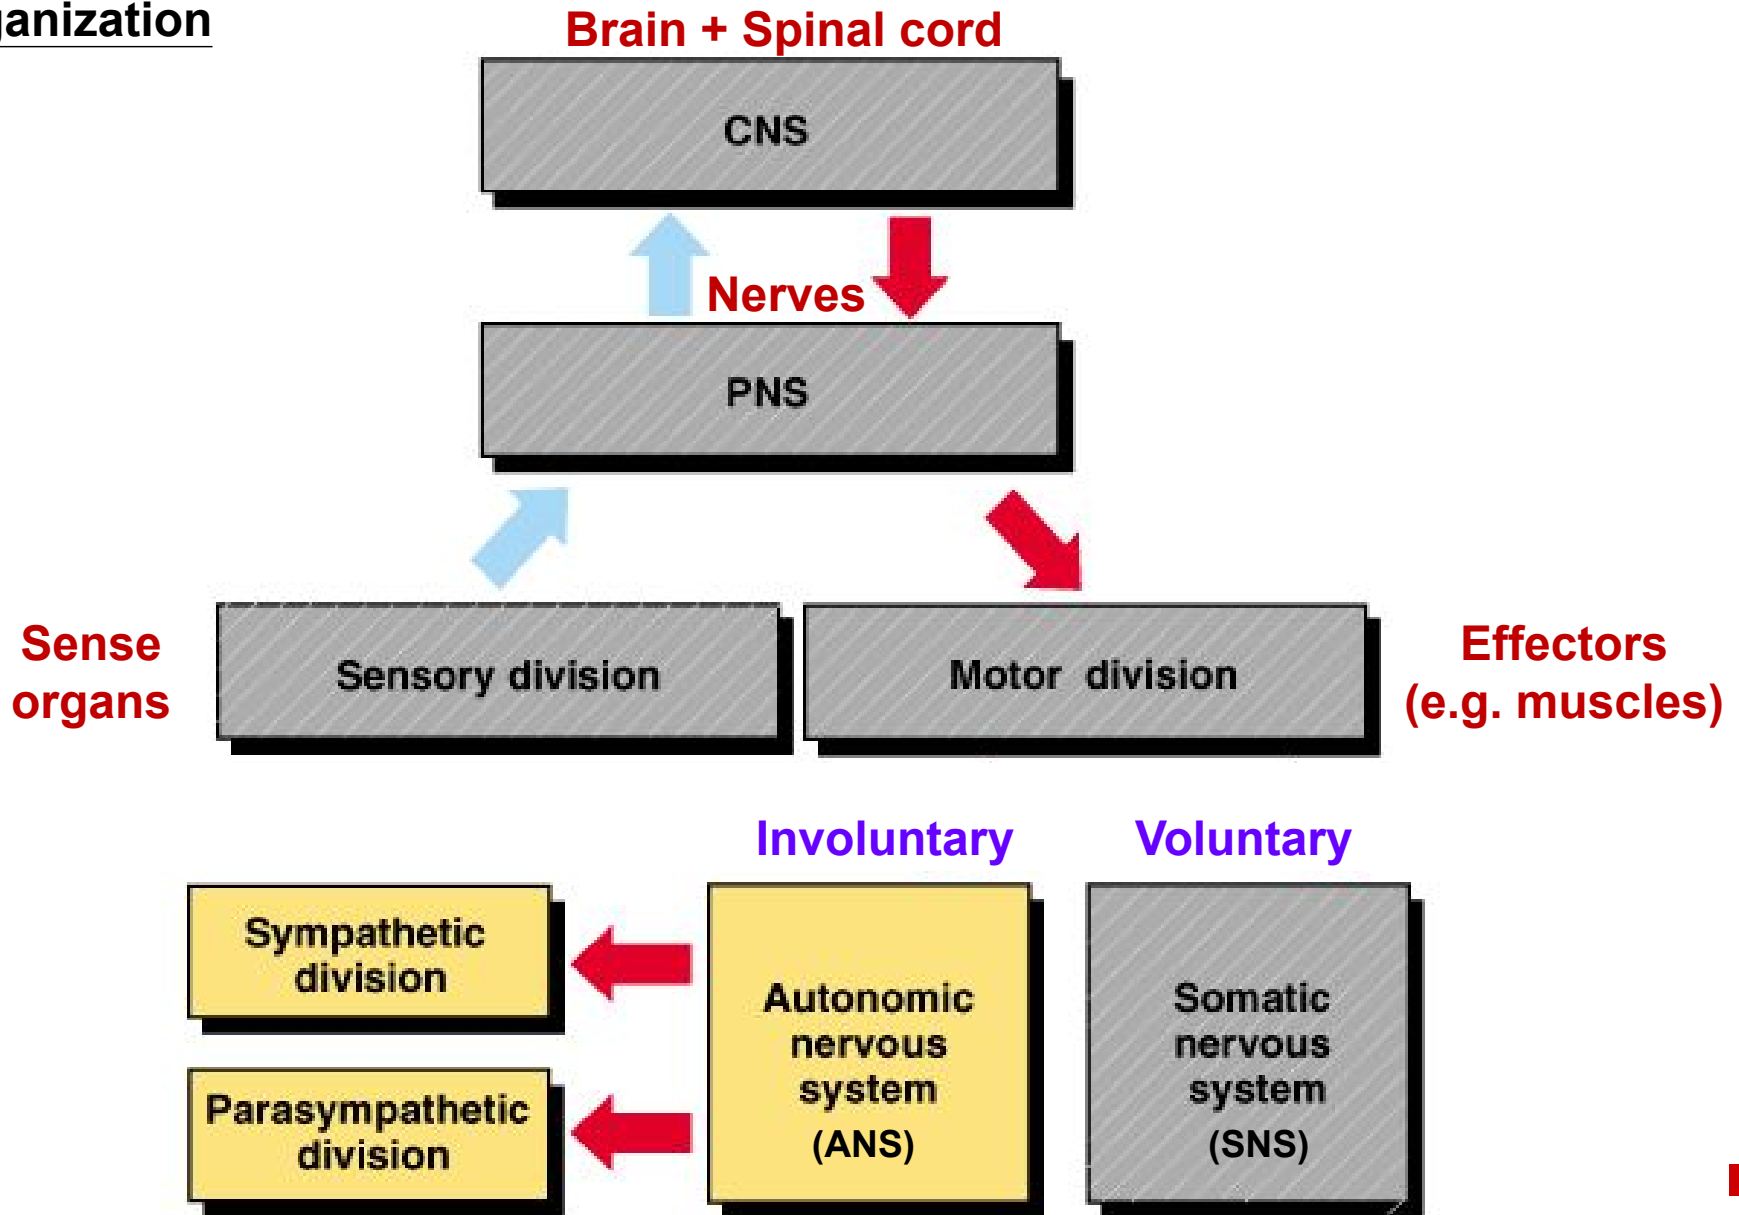 ganization
Brain + Spinal cord
CNS
Nerves
PNS
Sense
organs
Sensory division
Motor division
Effectors
(e.g. muscles)
Involuntary
Voluntary
Sympathetic
division
Parasympathetic
division
Autonomic
nervous
system
(ANS)
Somatic
nervous
system
(SNS)